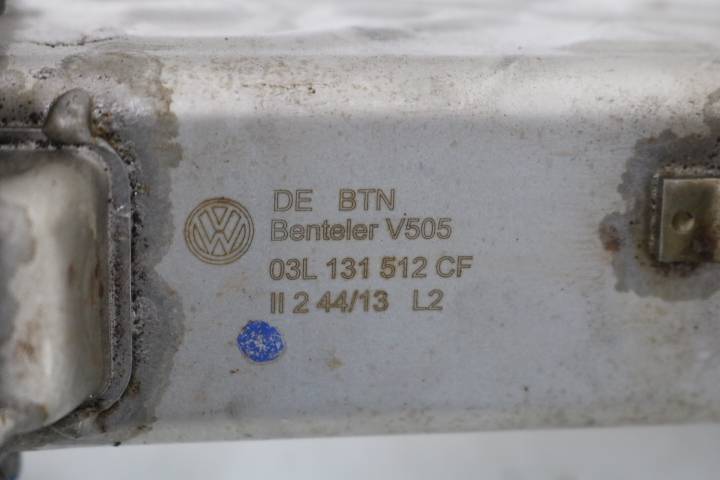 DE BTN
Benteler V505
03L 131 512 CF
II 2 44/13 L2